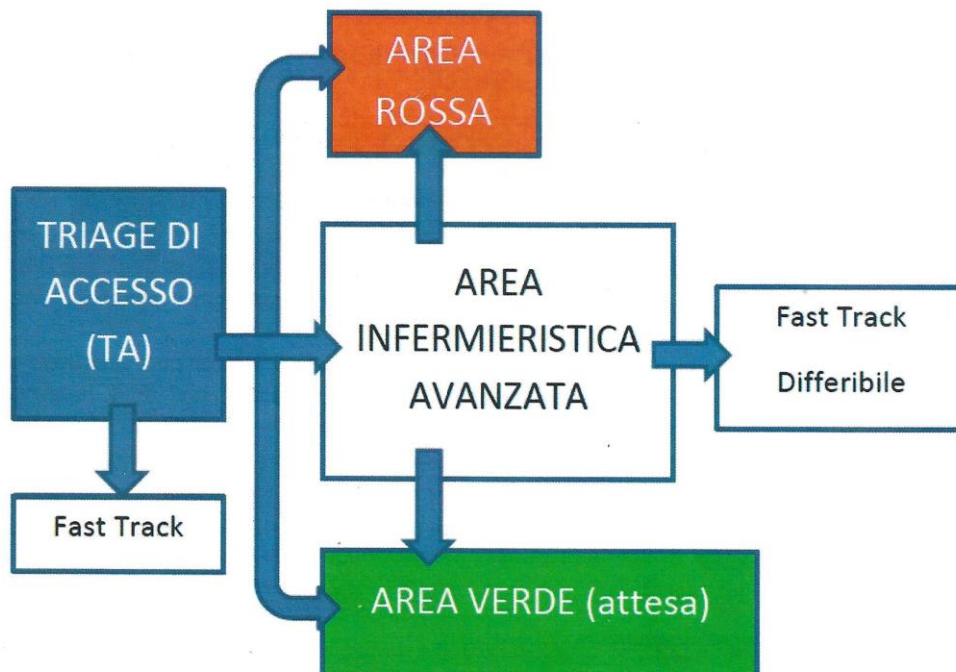 AREA
ROSSA
TRIAGE DI
ACCESSO
(TA)
AREA
INFERMIERISTICA
AVANZATA
Fast Track
Differibile
Fast Track
AREA VERDE (attesa)